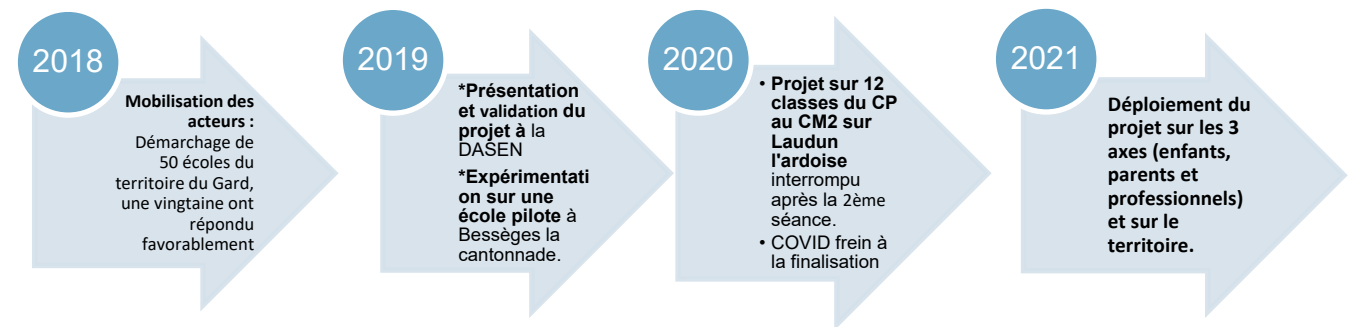 2018
Mobilisation des
acteurs :
Démarchage de
50 écoles du
territoire du Gard,
une vingtaine ont
répondu
favorablement
2019
*Présentation
et validation du
projet à la
DASEN
*Expérimentati
on sur une
école pilote à
Bessèges la
cantonnade.
2020
• Projet sur 12
classes du CP
au CM2 sur
Laudun
l'ardoise
interrompu
après la 2ème
séance.
• COVID frein à
la finalisation
2021
Déploiement du
projet sur les 3
axes (enfants,
parents et
professionnels)
et sur le
territoire.